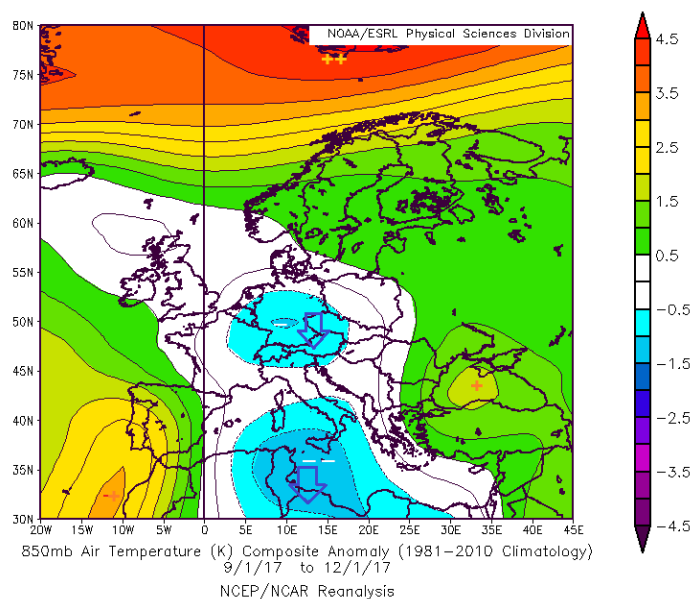 80N
NOAA/ESRL Physical Sciences Division
75N
70N
65N
60N
55N
50N
45N
40N
35N
30N
20W 15W 10W 5W 0 5E 10E 15E 20E 25E 30E 35E 40E 45E
4.5
3.5
2.5
1.5
0.5
-0.5
-1.5
-2.5
-3.5
-4.5
850mb Air Temperature (K) Composite Anomaly (1981-2010 Climatology)
9/1/17 to 12/1/17
NCEP/NCAR Reanalysis